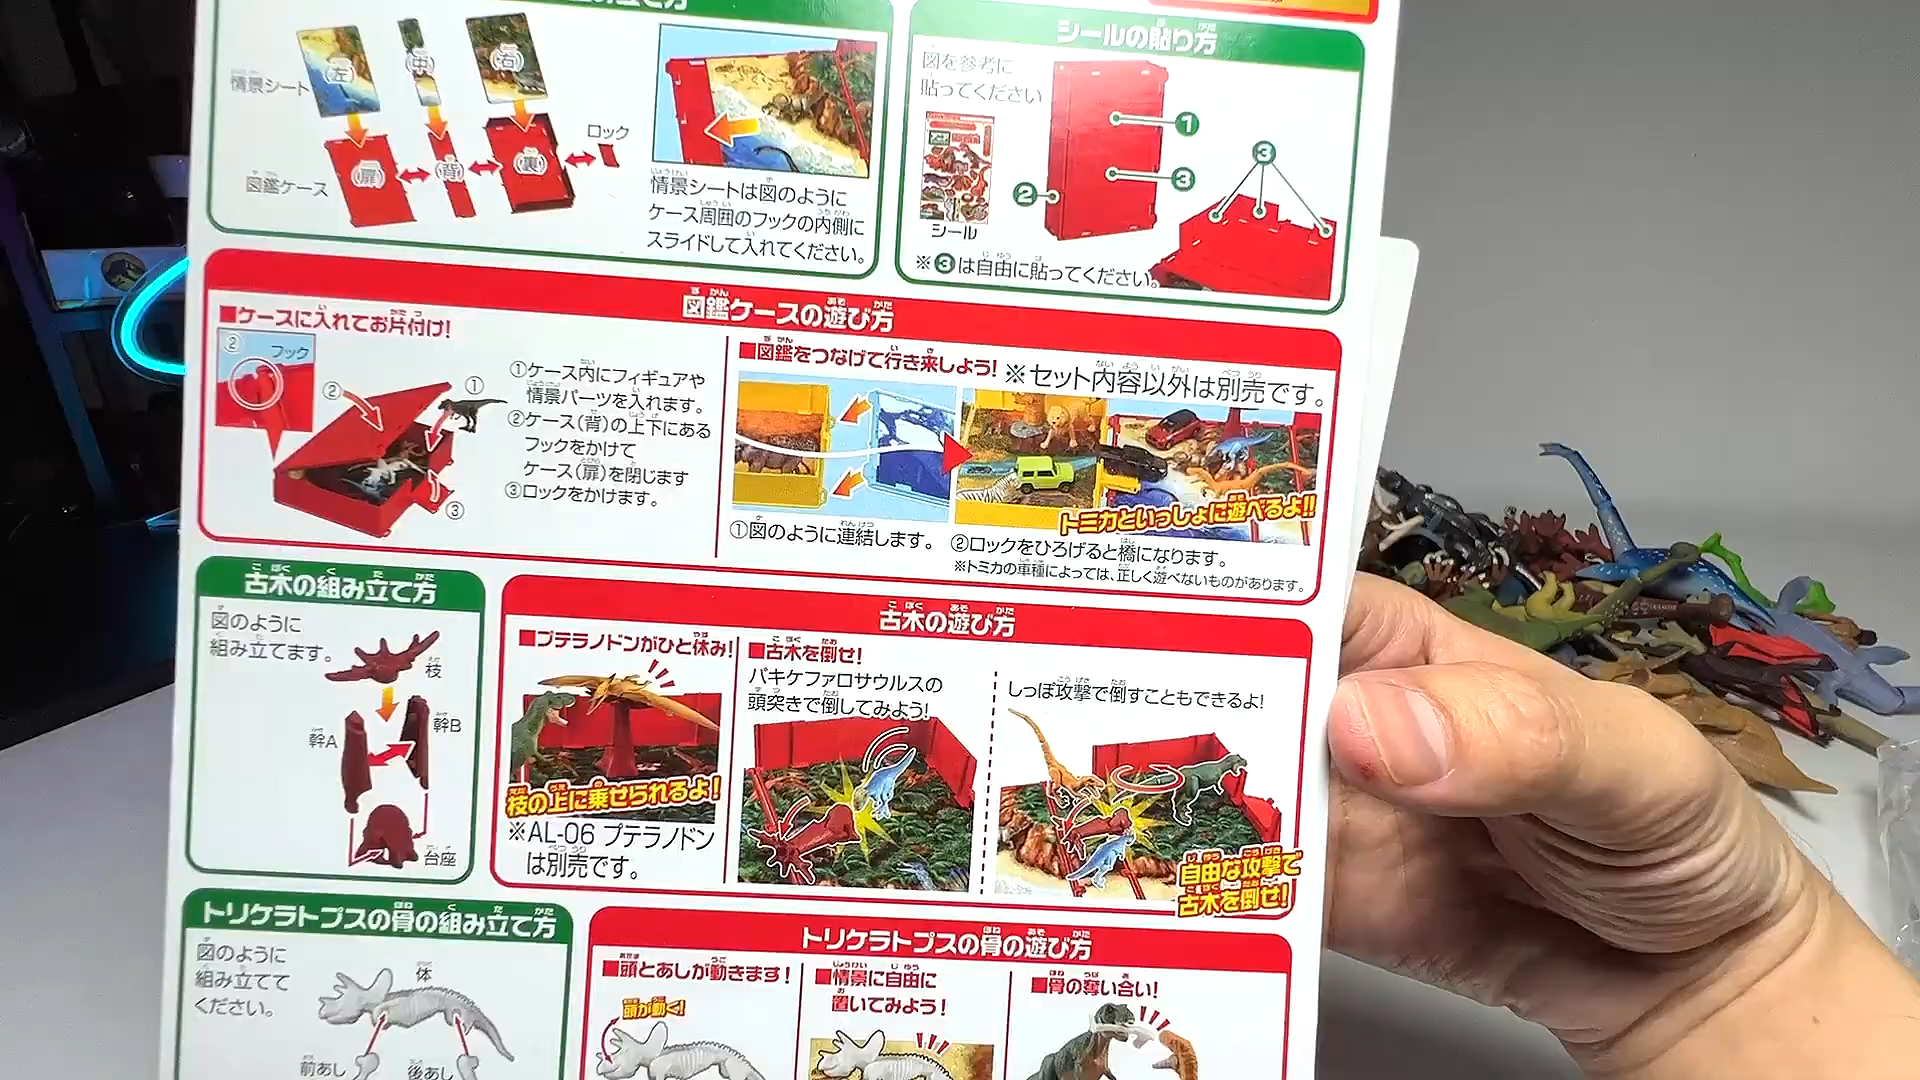 み立て方
情景シート
(左)
(中)
(右)
図鑑ケース
(扉)
(背)
(裏)
ロック
情景シートは図のように
ケース周囲のフックの内側に
スライドして入れてください。
シールの貼り方
図を参考に
貼ってください
シール
①
②
③
③
※③は自由に貼ってください。
図鑑ケースの遊び方
■ケースに入れてお片付け!
②
フック
②
①
③
①ケース内にフィギュアや
情景パーツを入れます。
②ケース(背)の上下にある
フックをかけて
ケース(扉)を閉じます
③ロックをかけます。
■図鑑をつなげて行き来しよう!
※セット内容以外は別売です。
トミカといっしょに遊べるよ!!
①図のように連結します。
②ロックをひろげると橋になります。
※トミカの車種によっては、正しく遊べないものがあります。
古木の組み立て方
図のように
組み立てます。
枝
幹A
幹B
台座
古木の遊び方
■プテラノドンがひと休み!
枝の上に乗せられるよ!
※AL-06 プテラノドン
は別売です。
■古木を倒せ!
パキケファロサウルスの
頭突きで倒してみよう!
しっぽ攻撃で倒すこともできるよ!
自由な攻撃で
古木を倒せ!
トリケラトプスの骨の組み立て方
図のように
組み立てて
ください。
体
前あし
後あし
トリケラトプスの骨の遊び方
■頭とあしが動きます!
頭が動く!
■情景に自由に
置いてみよう!
■骨の奪い合い!